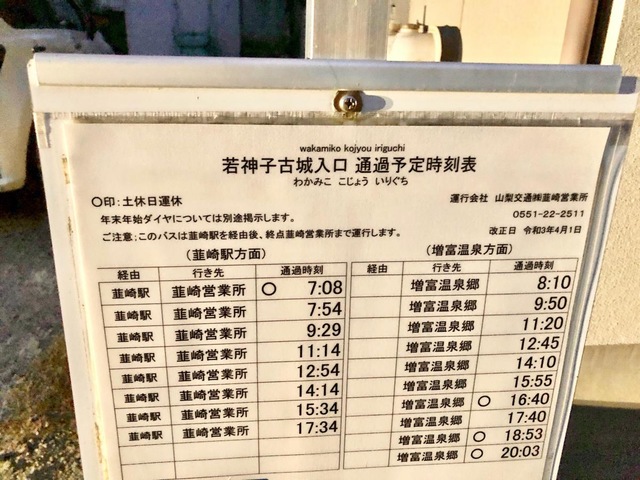 wakamiko kojyou iriguchi
若神子古城入口 通過予定時刻表
わかみこ こじょう いりぐち
〇印：土休日運休
運行会社 山梨交通㈱韮崎営業所
年末年始ダイヤについては別途掲示します。
0551-22-2511
ご注意：このバスは韮崎駅を経由後、終点韮崎営業所まで運行します。
改正日 令和3年4月1日
（韮崎駅方面） （増富温泉方面）
経由 行き先 通過時刻 経由 行き先 通過時刻
韮崎駅 韮崎営業所 〇 7:08 増富温泉郷 8:10
韮崎駅 韮崎営業所 7:54 増富温泉郷 9:50
韮崎駅 韮崎営業所 9:29 増富温泉郷 11:20
韮崎駅 韮崎営業所 11:14 増富温泉郷 12:45
韮崎駅 韮崎営業所 12:54 増富温泉郷 14:10
韮崎駅 韮崎営業所 14:14 増富温泉郷 15:55
韮崎駅 韮崎営業所 15:34 増富温泉郷 〇 16:40
韮崎駅 韮崎営業所 17:34 増富温泉郷 17:40
増富温泉郷 〇 18:53
増富温泉郷 〇 20:03